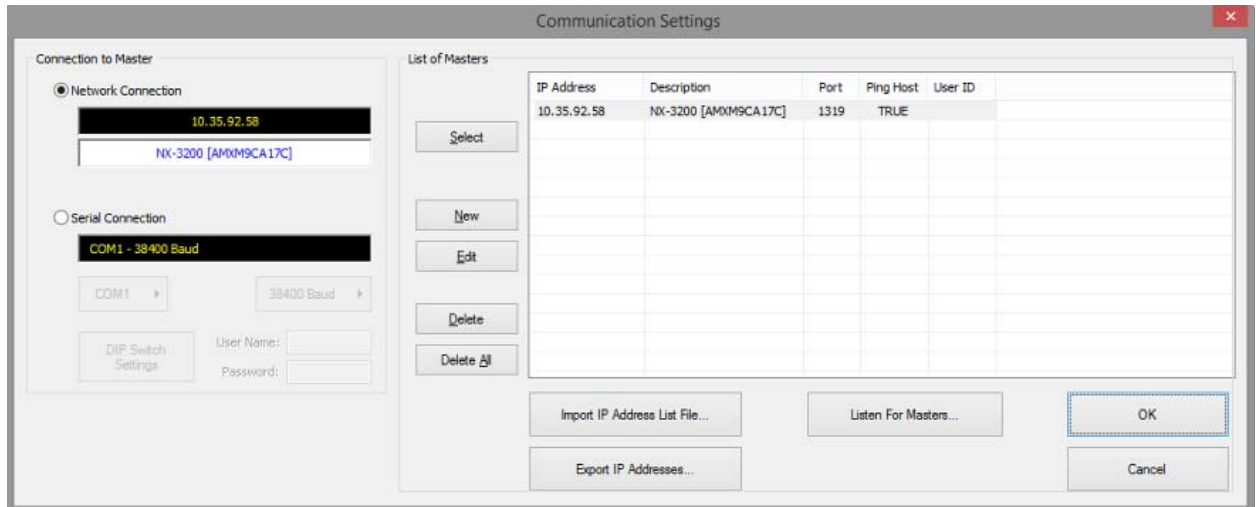 Communication Settings
Connection to Master
Network Connection
10.35.92.58
NX-3200 [AMXM9CA17C]
Serial Connection
COM1 - 38400 Baud
COM1
38400 Baud
DIP Switch
Settings
User Name:
Password:
List of Masters
Select
New
Edit
Delete
Delete All
IP Address Description Port Ping Host User ID
10.35.92.58 NX-3200 [AMXM9CA17C] 1319 TRUE
Import IP Address List File...
Listen For Masters...
OK
Export IP Addresses...
Cancel